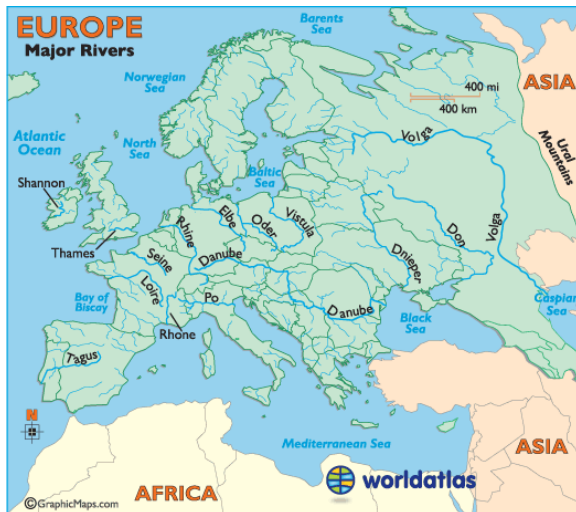 EUROPE
Major Rivers
Barents
Sea
ASIA
Norwegian
Sea
400 mi
400 km
Atlantic
Ocean
North
Sea
Volga
Ural
Mountains
Shannon
Baltic
Sea
Thames
Rhine
Elbe
Oder
Vistula
Don
Volga
Seine
Danube
Dnieper
Loire
Po
Bay of
Biscay
Danube
Caspian
Sea
Rhone
Black
Sea
Tagus
N
Mediterranean Sea
ASIA
AFRICA
worldatlas
©GraphicMaps.com